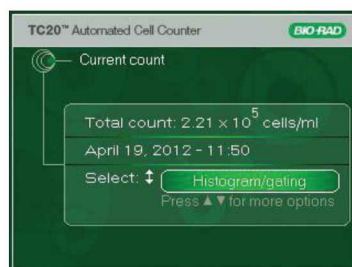 TC20™ Automated Cell Counter BIO-RAD
Current count
Total count: 2.21 × 10⁵ cells/ml
April 19, 2012 - 11:50
Select: ↕ Histogram/gating
Press ▲▼ for more options